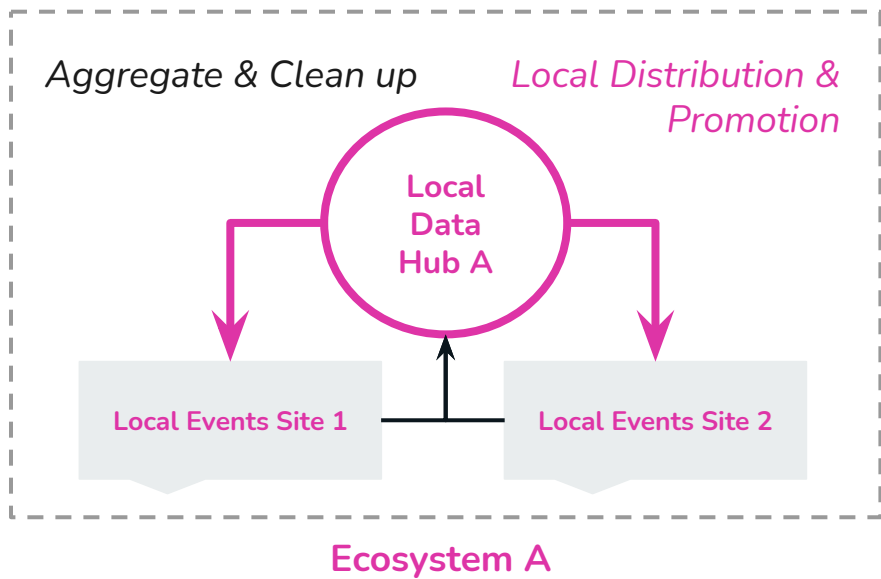 Aggregate & Clean up
Local Distribution &
Promotion
Local
Data
Hub A
Local Events Site 1
Local Events Site 2
Ecosystem A